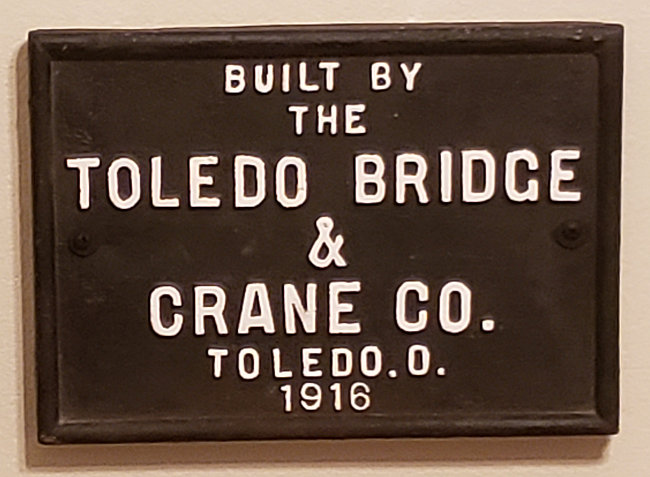 BUILT BY
THE
TOLEDO BRIDGE
&
CRANE CO.
TOLEDO.O.
1916